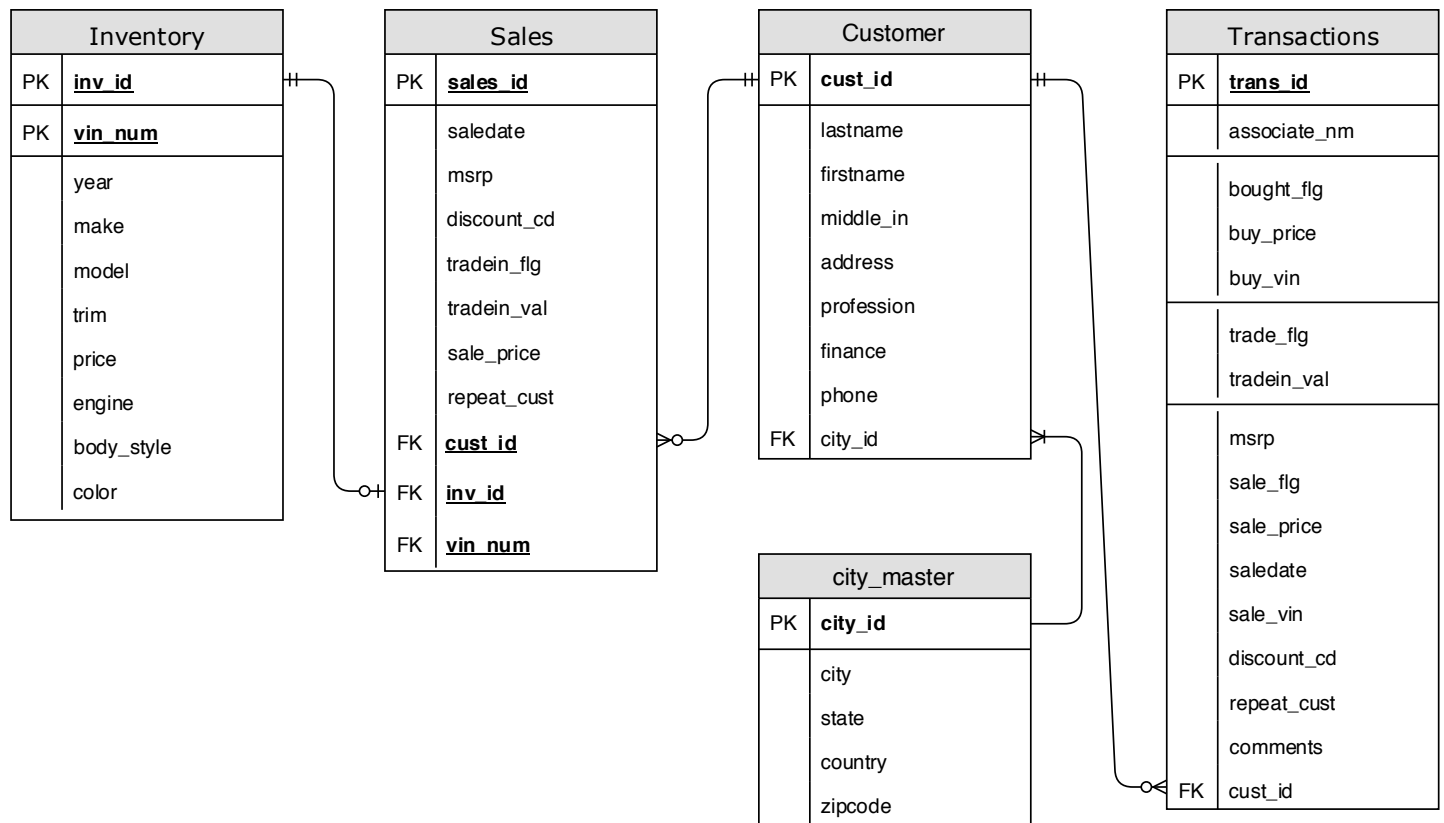 Inventory
PK inv_id
PK vin_num
year
make
model
trim
price
engine
body_style
color
Sales
PK sales_id
saledate
msrp
discount_cd
tradein_flg
tradein_val
sale_price
repeat_cust
FK cust_id
FK inv_id
FK vin_num
Customer
PK cust_id
lastname
firstname
middle_in
address
profession
finance
phone
FK city_id
city_master
PK city_id
city
state
country
zipcode
Transactions
PK trans_id
associate_nm
bought_flg
buy_price
buy_vin
trade_flg
tradein_val
msrp
sale_flg
sale_price
saledate
sale_vin
discount_cd
repeat_cust
comments
FK cust_id